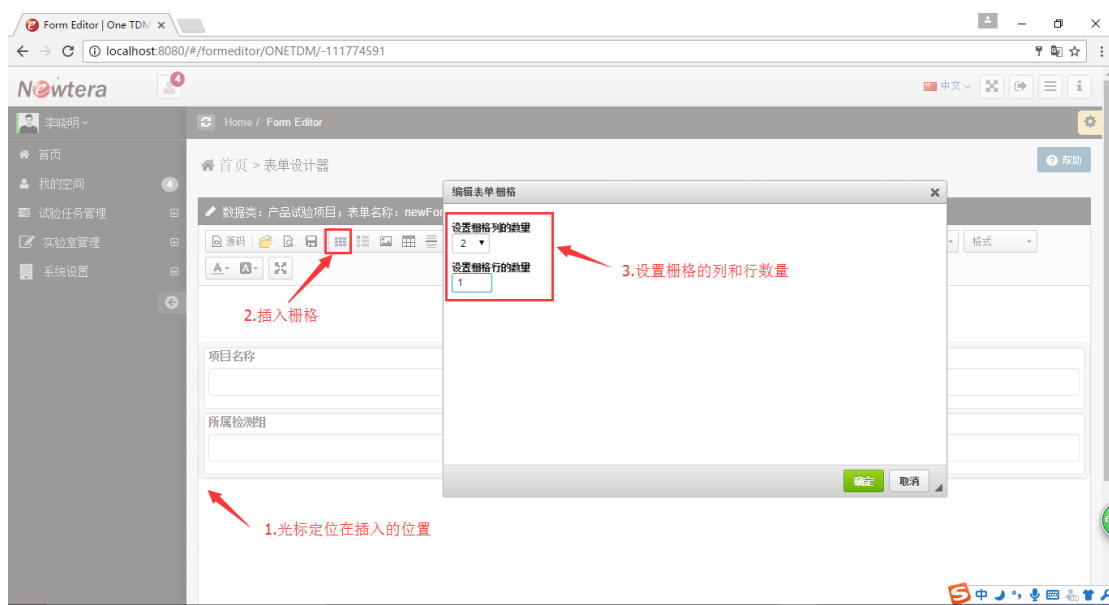 Form Editor | One TDM
localhost:8080/#/formeditor/ONETDM/-111774591
Newtera
4
中文
李晓明
Home / Form Editor
首页
首页 > 表单设计器
帮助
我的空间
4
试验任务管理
实验室管理
系统设置
数据类：产品试验项目；表单名称：newFor
源码
格式
编辑表单栅格
设置栅格列的数量
2
设置栅格行的数量
1
3.设置栅格的列和行数量
2.插入栅格
项目名称
所属检测组
确定
取消
1.光标定位在插入的位置
中